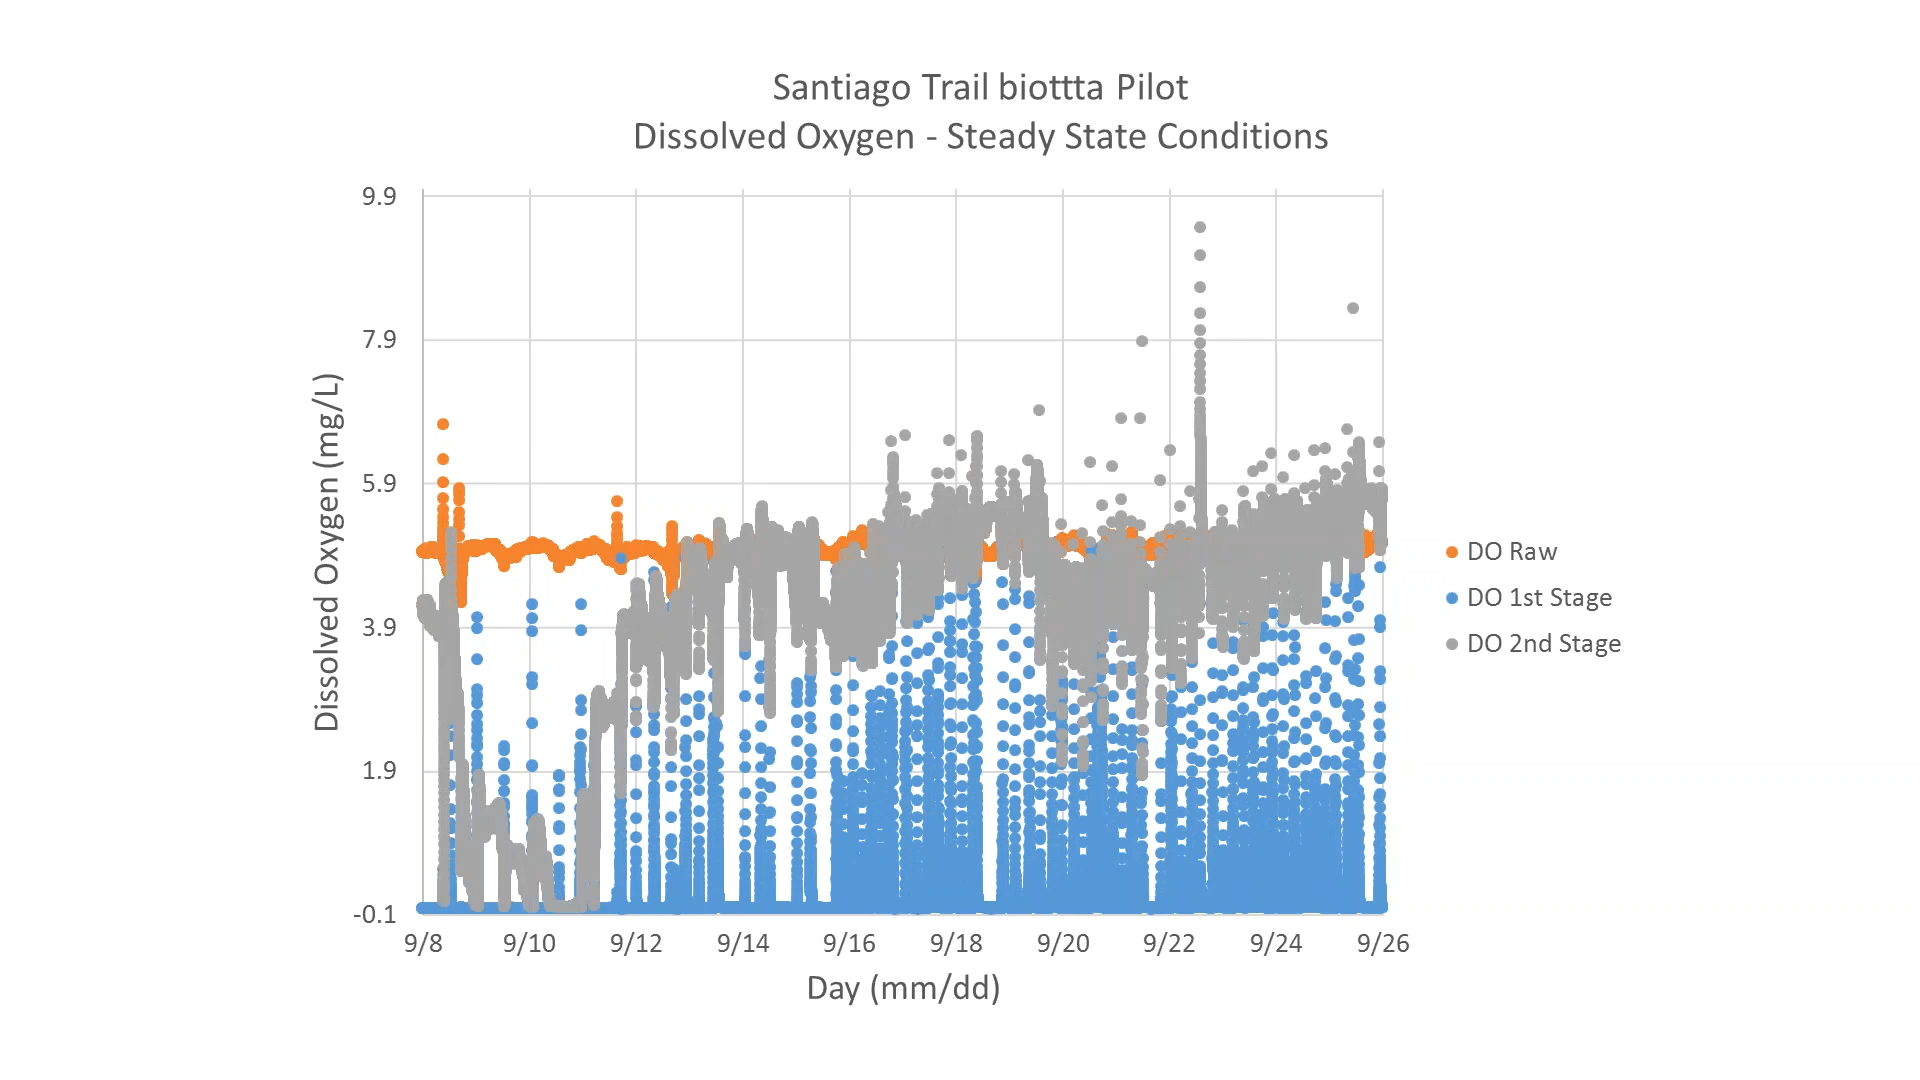 Santiago Trail biottta Pilot
Dissolved Oxygen - Steady State Conditions
9.9
7.9
5.9
3.9
1.9
-0.1
Dissolved Oxygen (mg/L)
9/8 9/10 9/12 9/14 9/16 9/18 9/20 9/22 9/24 9/26
Day (mm/dd)
DO Raw
DO 1st Stage
DO 2nd Stage